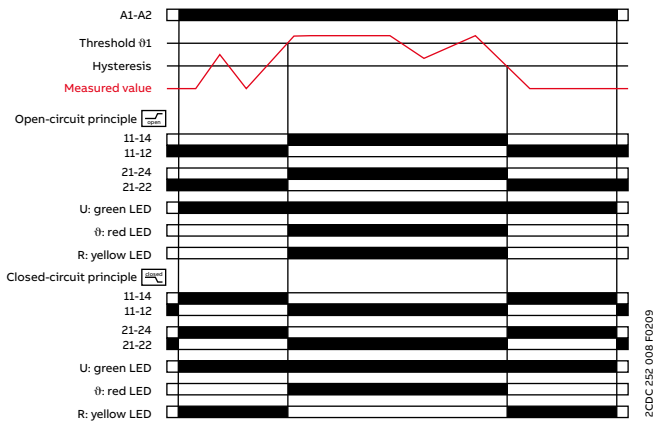 A1-A2
Threshold ϑ1
Hysteresis
Measured value
Open-circuit principle open
11-14
11-12
21-24
21-22
U: green LED
ϑ: red LED
R: yellow LED
Closed-circuit principle closed
11-14
11-12
21-24
21-22
U: green LED
ϑ: red LED
R: yellow LED
2CDC 252 008 F0209